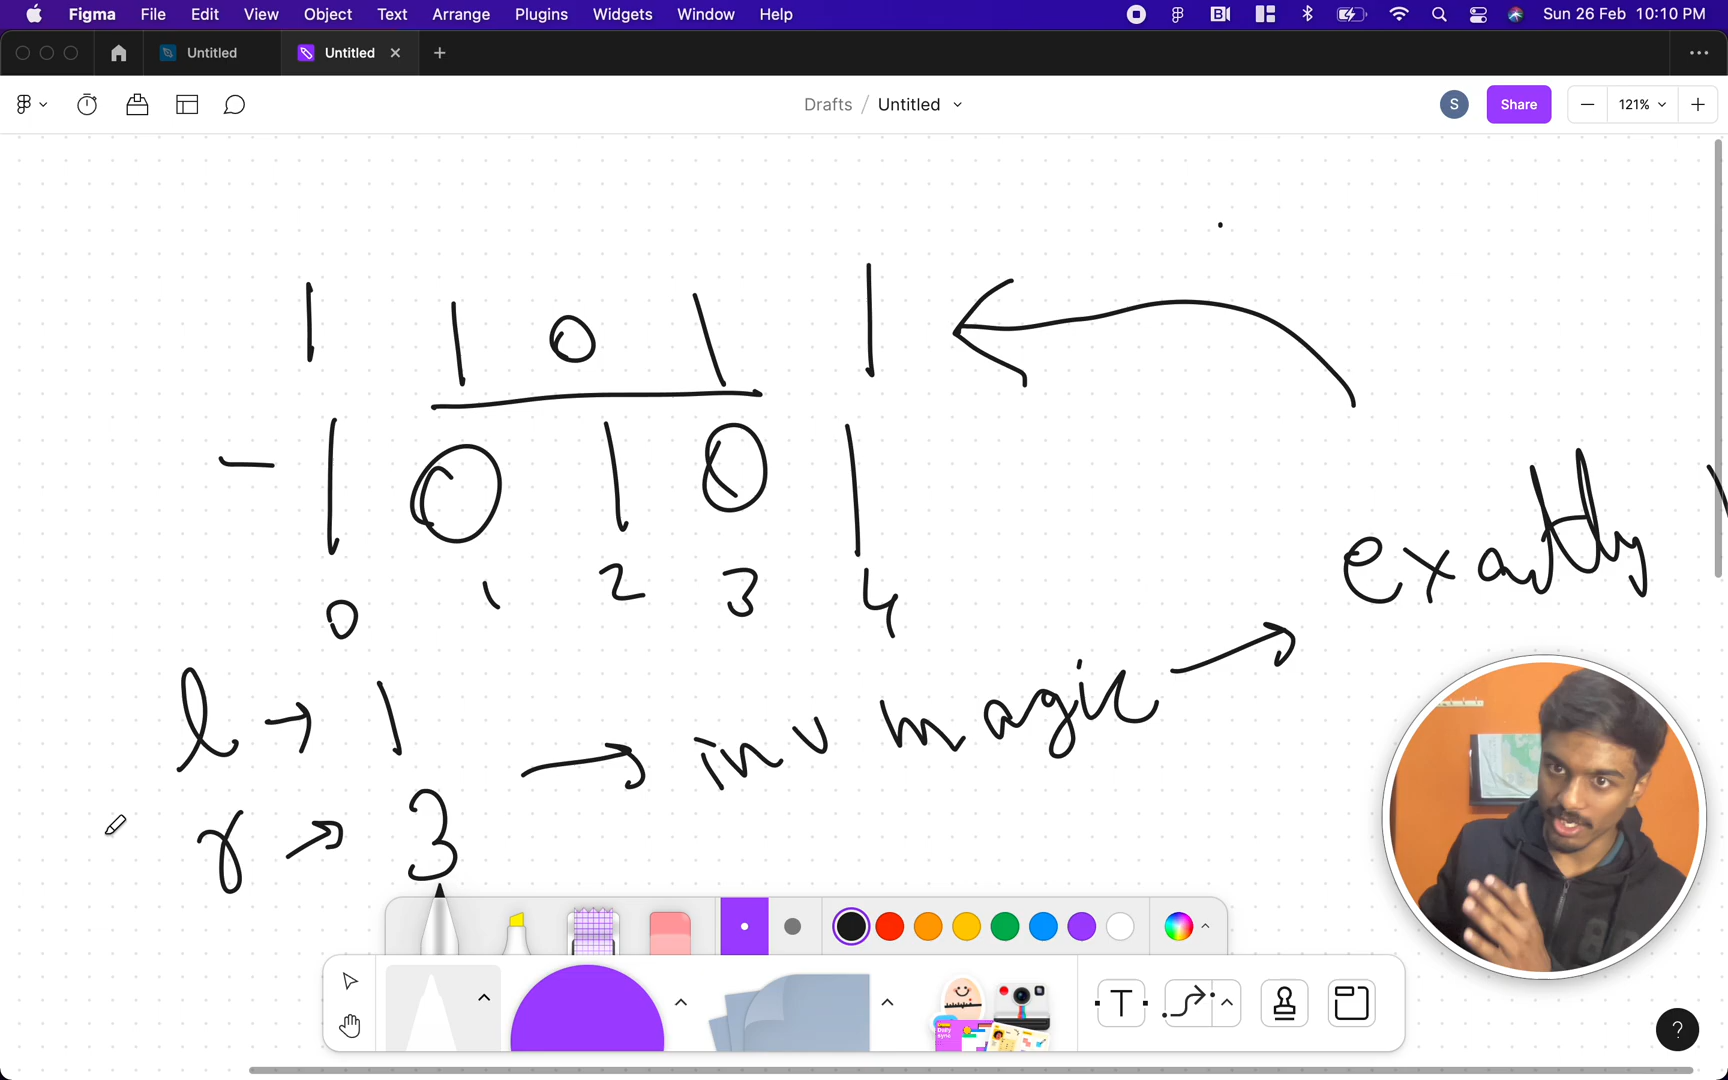 Figma File Edit View Object Text Arrange Plugins Widgets Window Help Sun 26 Feb 10:10 PM
Untitled Untitled
Drafts / Untitled S Share 121%
1 1 0 1 1
- 1 0 1 0 1
0 1 2 3 4
exactly
l → 1
→ inv magic →
r → 3
T
?